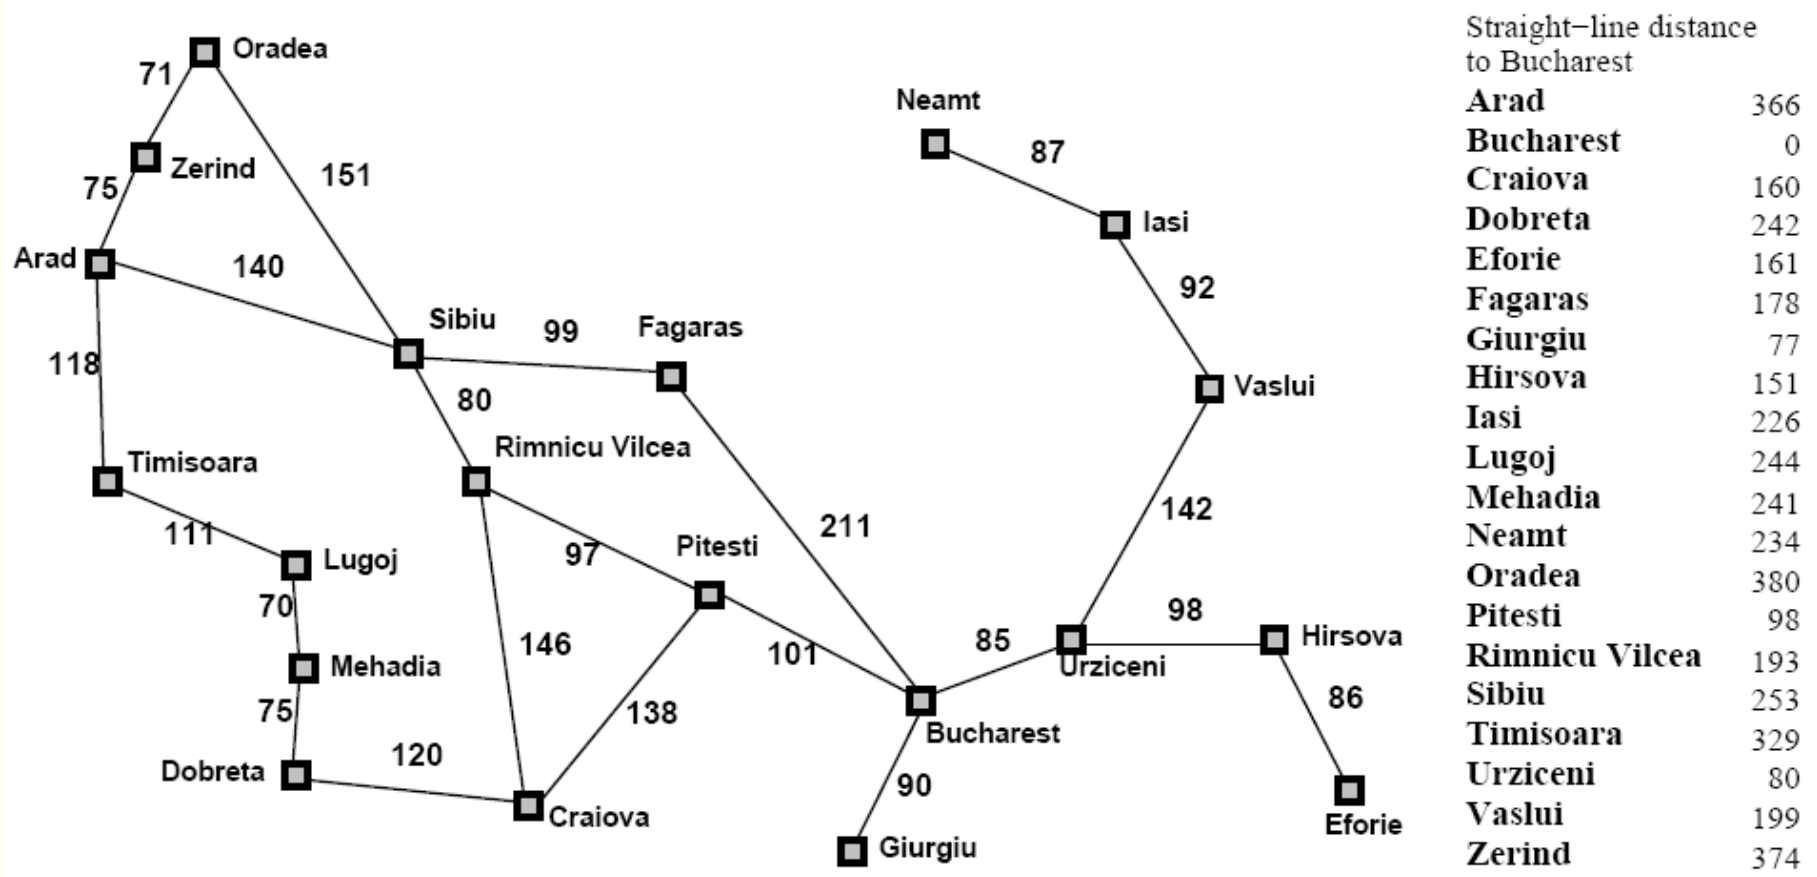 Oradea
71
Neamt
87
Zerind
151
75
Iasi
Arad
140
92
Sibiu
99
Fagaras
118
Vaslui
80
Timisoara
Rimnicu Vilcea
111
211
142
97
Pitesti
Lugoj
70
98
Hirsova
146
101
85
Urziceni
Mehadia
86
75
138
Bucharest
120
Dobreta
90
Craiova
Eforie
Giurgiu
Straight−line distance
to Bucharest
Arad 366
Bucharest 0
Craiova 160
Dobreta 242
Eforie 161
Fagaras 178
Giurgiu 77
Hirsova 151
Iasi 226
Lugoj 244
Mehadia 241
Neamt 234
Oradea 380
Pitesti 98
Rimnicu Vilcea 193
Sibiu 253
Timisoara 329
Urziceni 80
Vaslui 199
Zerind 374